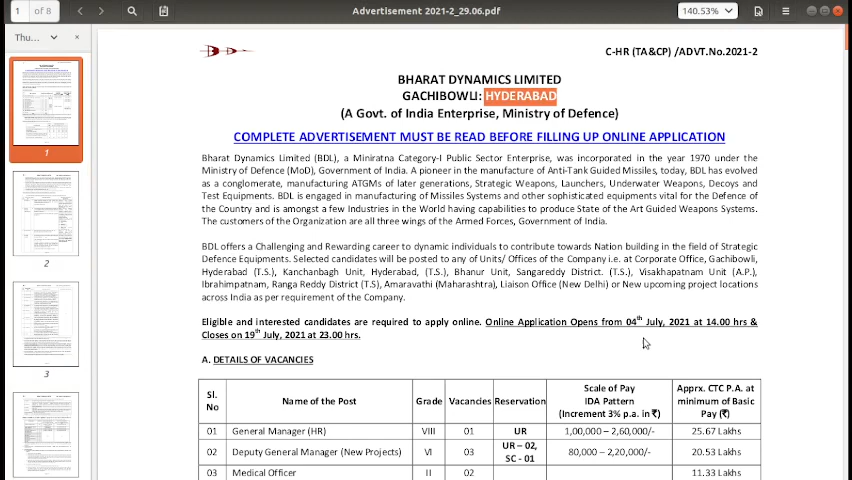 1 of 8
Advertisement 2021-2_29.06.pdf
140.53%
Thu...
1
2
3
C-HR (TA&CP) /ADVT.No.2021-2
BHARAT DYNAMICS LIMITED
GACHIBOWLI: HYDERABAD
(A Govt. of India Enterprise, Ministry of Defence)
COMPLETE ADVERTISEMENT MUST BE READ BEFORE FILLING UP ONLINE APPLICATION
Bharat Dynamics Limited (BDL), a Miniratna Category-I Public Sector Enterprise, was incorporated in the year 1970 under the
Ministry of Defence (MoD), Government of India. A pioneer in the manufacture of Anti-Tank Guided Missiles, today, BDL has evolved
as a conglomerate, manufacturing ATGMs of later generations, Strategic Weapons, Launchers, Underwater Weapons, Decoys and
Test Equipments. BDL is engaged in manufacturing of Missiles Systems and other sophisticated equipments vital for the Defence of
the Country and is amongst a few Industries in the World having capabilities to produce State of the Art Guided Weapons Systems.
The customers of the Organization are all three wings of the Armed Forces, Government of India.
BDL offers a Challenging and Rewarding career to dynamic individuals to contribute towards Nation building in the field of Strategic
Defence Equipments. Selected candidates will be posted to any of Units/ Offices of the Company i.e. at Corporate Office, Gachibowli,
Hyderabad (T.S.), Kanchanbagh Unit, Hyderabad, (T.S.), Bhanur Unit, Sangareddy District. (T.S.), Visakhapatnam Unit (A.P.),
Ibrahimpatnam, Ranga Reddy District (T.S), Amaravathi (Maharashtra), Liaison Office (New Delhi) or New upcoming project locations
across India as per requirement of the Company.
Eligible and interested candidates are required to apply online. Online Application Opens from 04th July, 2021 at 14.00 hrs &
Closes on 19th July, 2021 at 23.00 hrs.
A. DETAILS OF VACANCIES
Sl. No Name of the Post Grade Vacancies Reservation Scale of Pay IDA Pattern (Increment 3% p.a. in ₹) Apprx. CTC P.A. at minimum of Basic Pay (₹)
01 General Manager (HR) VIII 01 UR 1,00,000 – 2,60,000/- 25.67 Lakhs
02 Deputy General Manager (New Projects) VI 03 UR – 02, SC - 01 80,000 – 2,20,000/- 20.53 Lakhs
03 Medical Officer II 02 11.33 Lakhs